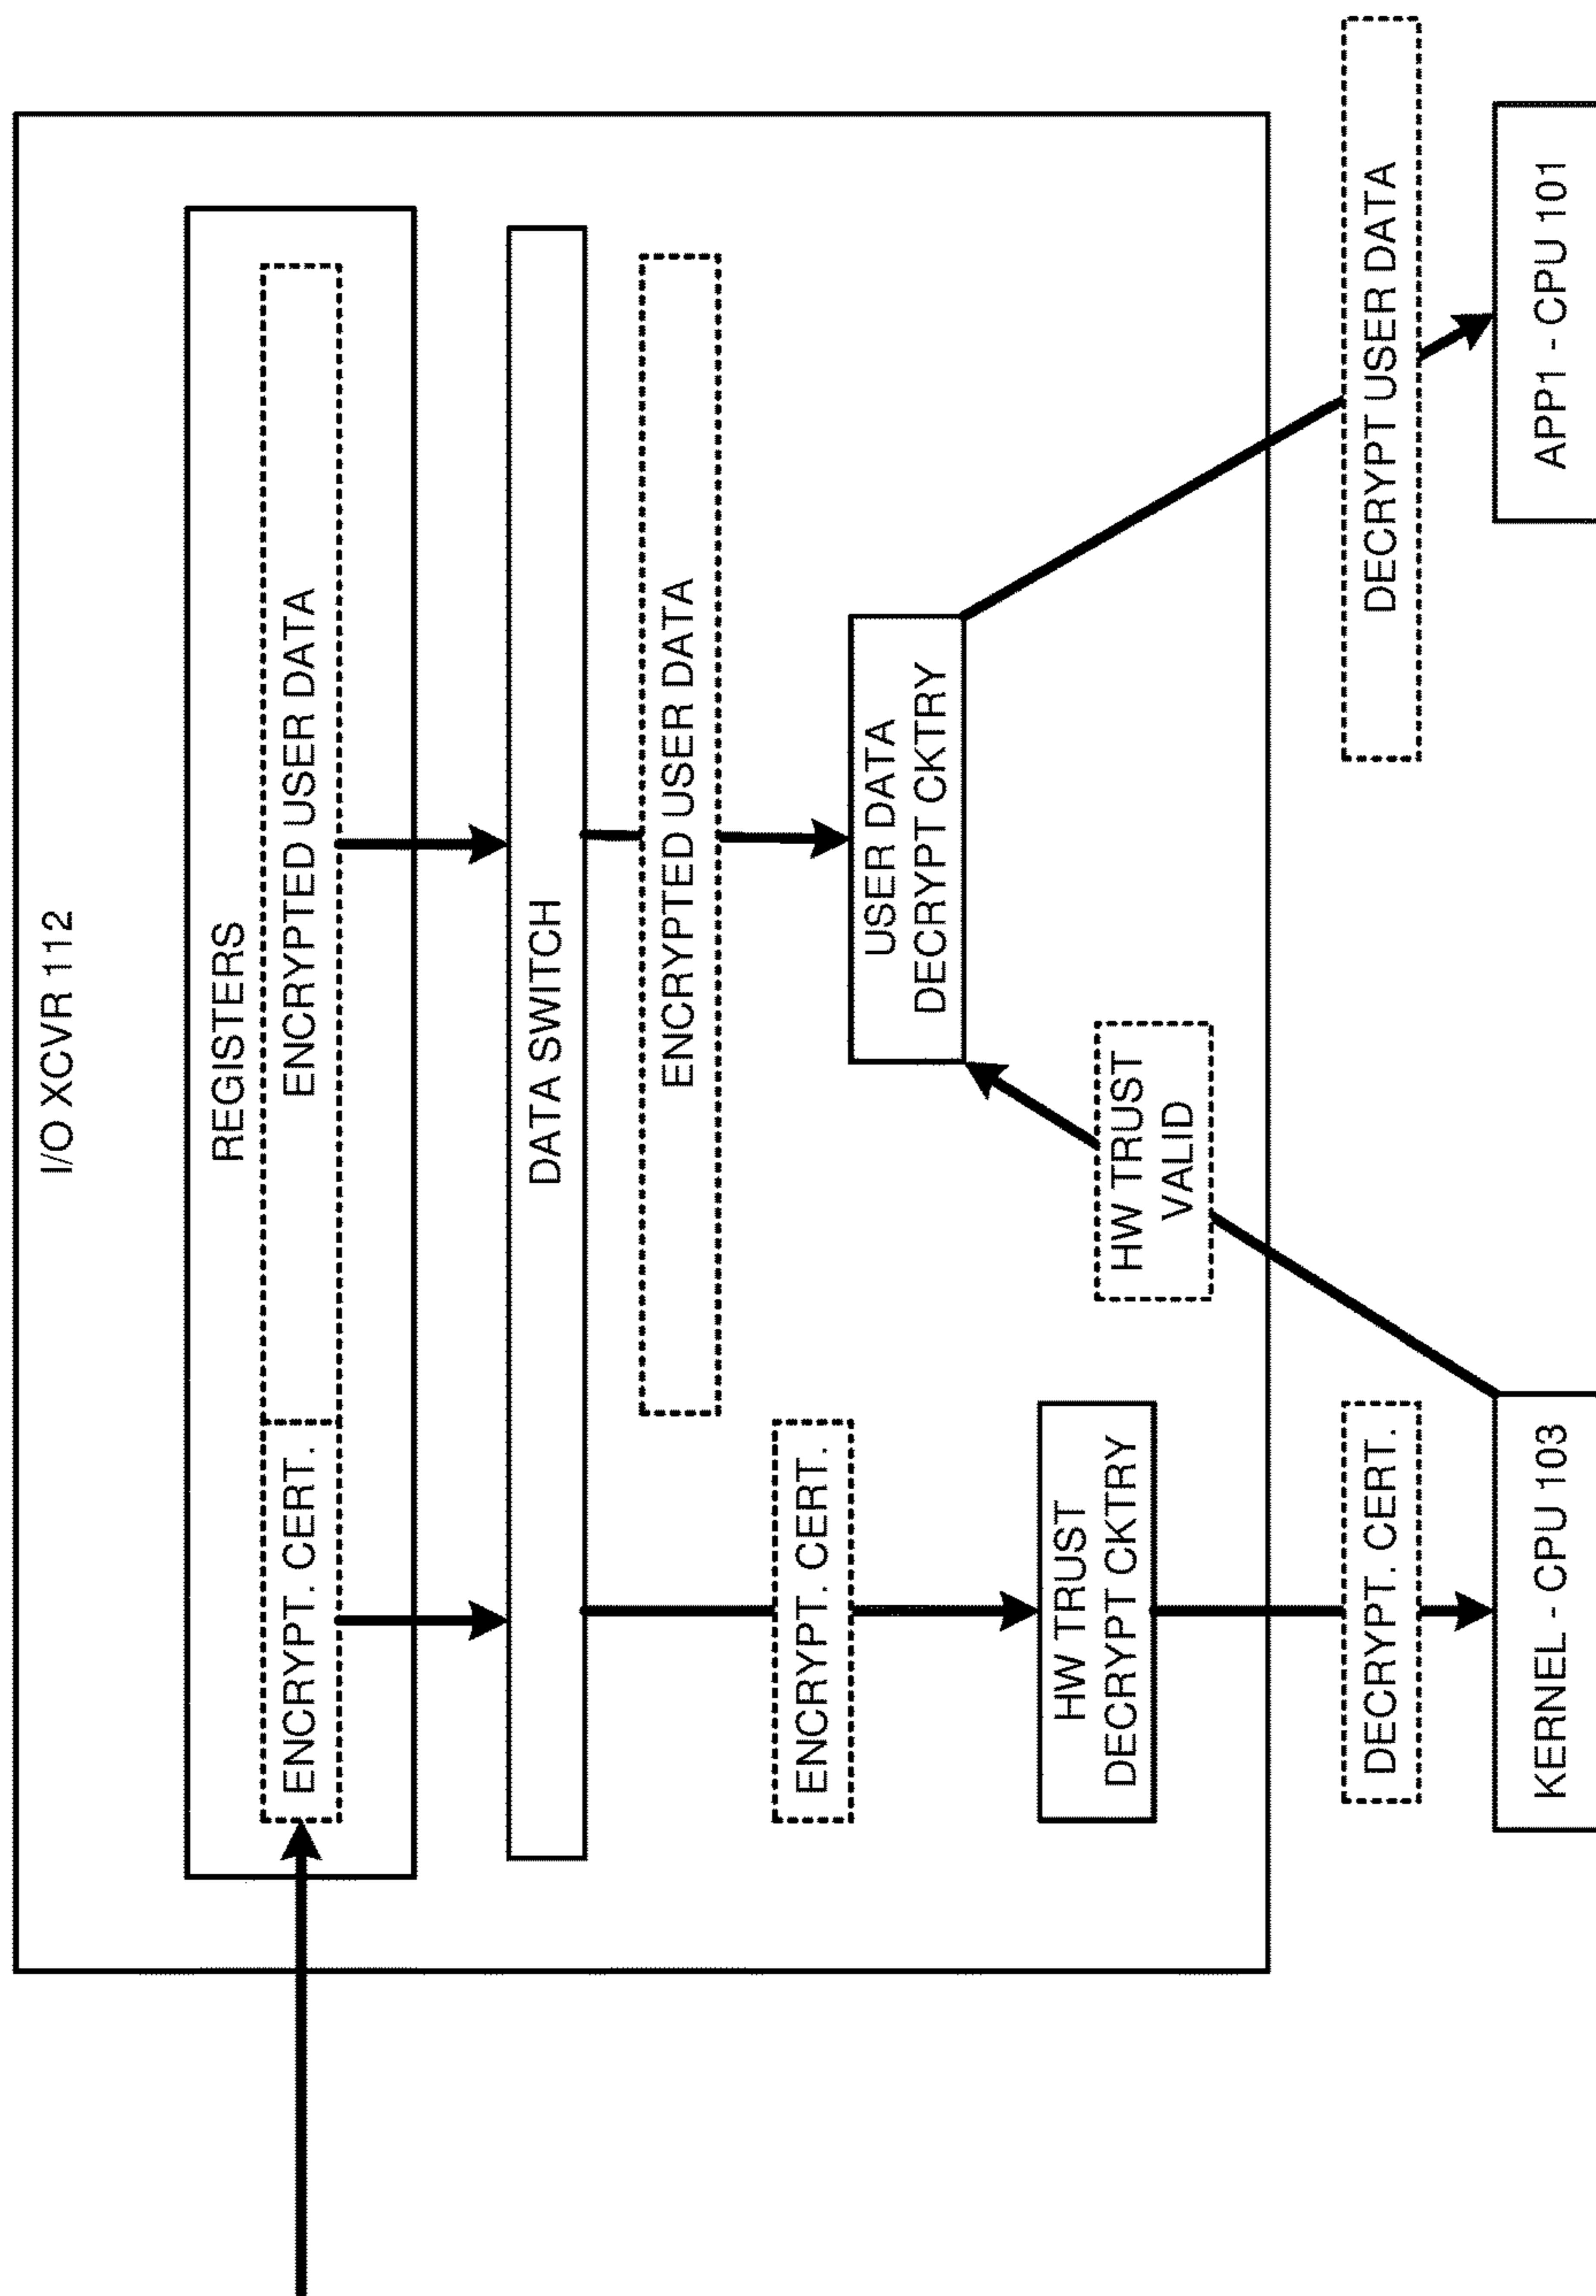 I/O XCVR 112
REGISTERS
ENCRYPT. CERT.
ENCRYPTED USER DATA
DATA SWITCH
ENCRYPTED USER DATA
ENCRYPT. CERT.
USER DATA
DECRYPT CKTRY
HW TRUST
DECRYPT CKTRY
HW TRUST
VALID
DECRYPT. CERT.
DECRYPT USER DATA
KERNEL - CPU 103
APP1 - CPU 101